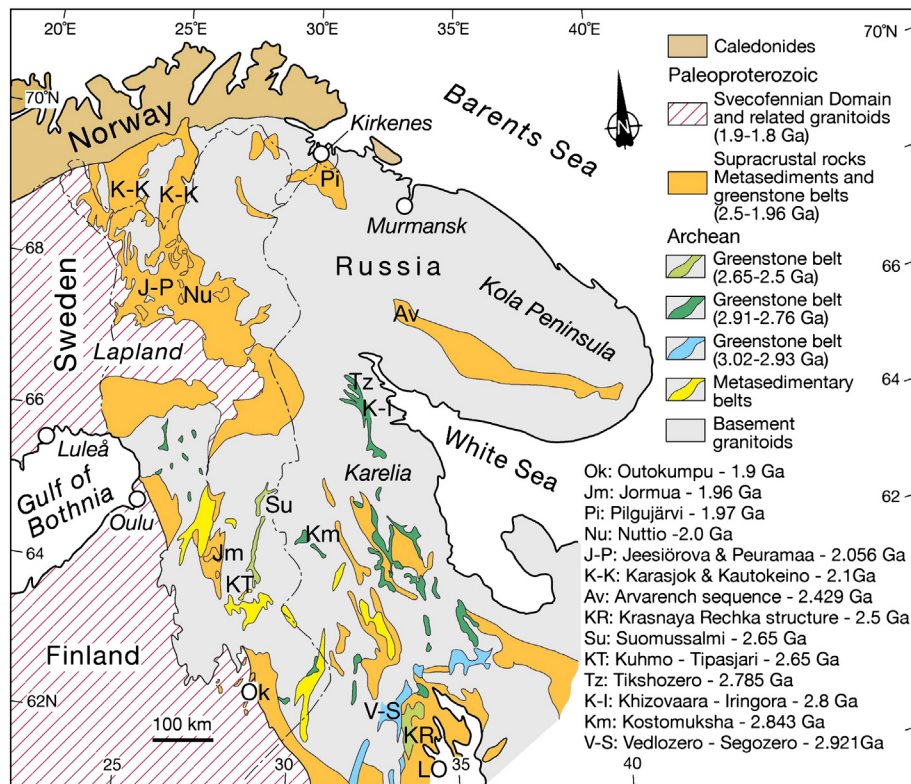 20°E
25°E
30°E
35°E
40°E
70°N
70°N
Norway
Kirkenes
Barents Sea
N
K-K
K-K
Pi
Murmansk
68
66
Russia
Sweden
J-P
Nu
Kola Peninsula
Av
Lapland
64
66
Tz
K-I
Luleå
White Sea
Karelia
Gulf of
Bothnia
Oulu
Su
62
Km
64
Jm
KT
Finland
62N
Ok
V-S
KR
LO
100 km
25
30
35
40
Caledonides
Paleoproterozoic
Svecofennian Domain
and related granitoids
(1.9-1.8 Ga)
Supracrustal rocks
Metasediments and
greenstone belts
(2.5-1.96 Ga)
Archean
Greenstone belt
(2.65-2.5 Ga)
Greenstone belt
(2.91-2.76 Ga)
Greenstone belt
(3.02-2.93 Ga)
Metasedimentary
belts
Basement
granitoids
Ok: Outokumpu - 1.9 Ga
Jm: Jormua - 1.96 Ga
Pi: Pilgujärvi - 1.97 Ga
Nu: Nuttio -2.0 Ga
J-P: Jeesiörova & Peuramaa - 2.056 Ga
K-K: Karasjok & Kautokeino - 2.1Ga
Av: Arvarench sequence - 2.429 Ga
KR: Krasnaya Rechka structure - 2.5 Ga
Su: Suomussalmi - 2.65 Ga
KT: Kuhmo - Tipasjari - 2.65 Ga
Tz: Tikshozero - 2.785 Ga
K-I: Khizovaara - Iringora - 2.8 Ga
Km: Kostomuksha - 2.843 Ga
V-S: Vedlozero - Segozero - 2.921Ga